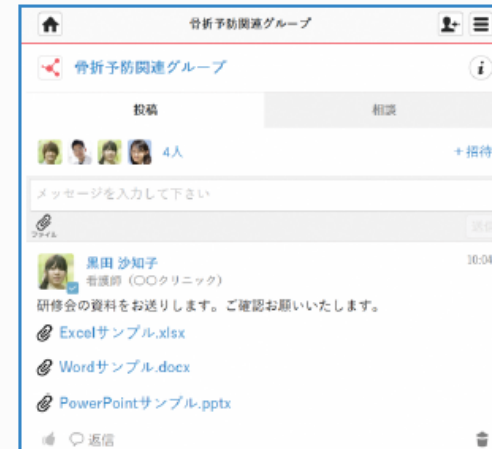 骨折予防関連グループ
骨折予防関連グループ
投稿
相談
4人
+招待
メッセージを入力して下さい
ファイル
送信
黒田 沙知子
10:04
看護師（〇〇クリニック）
研修会の資料をお送りします。ご確認お願いいたします。
Excelサンプル.xlsx
Wordサンプル.docx
PowerPointサンプル.pptx
返信